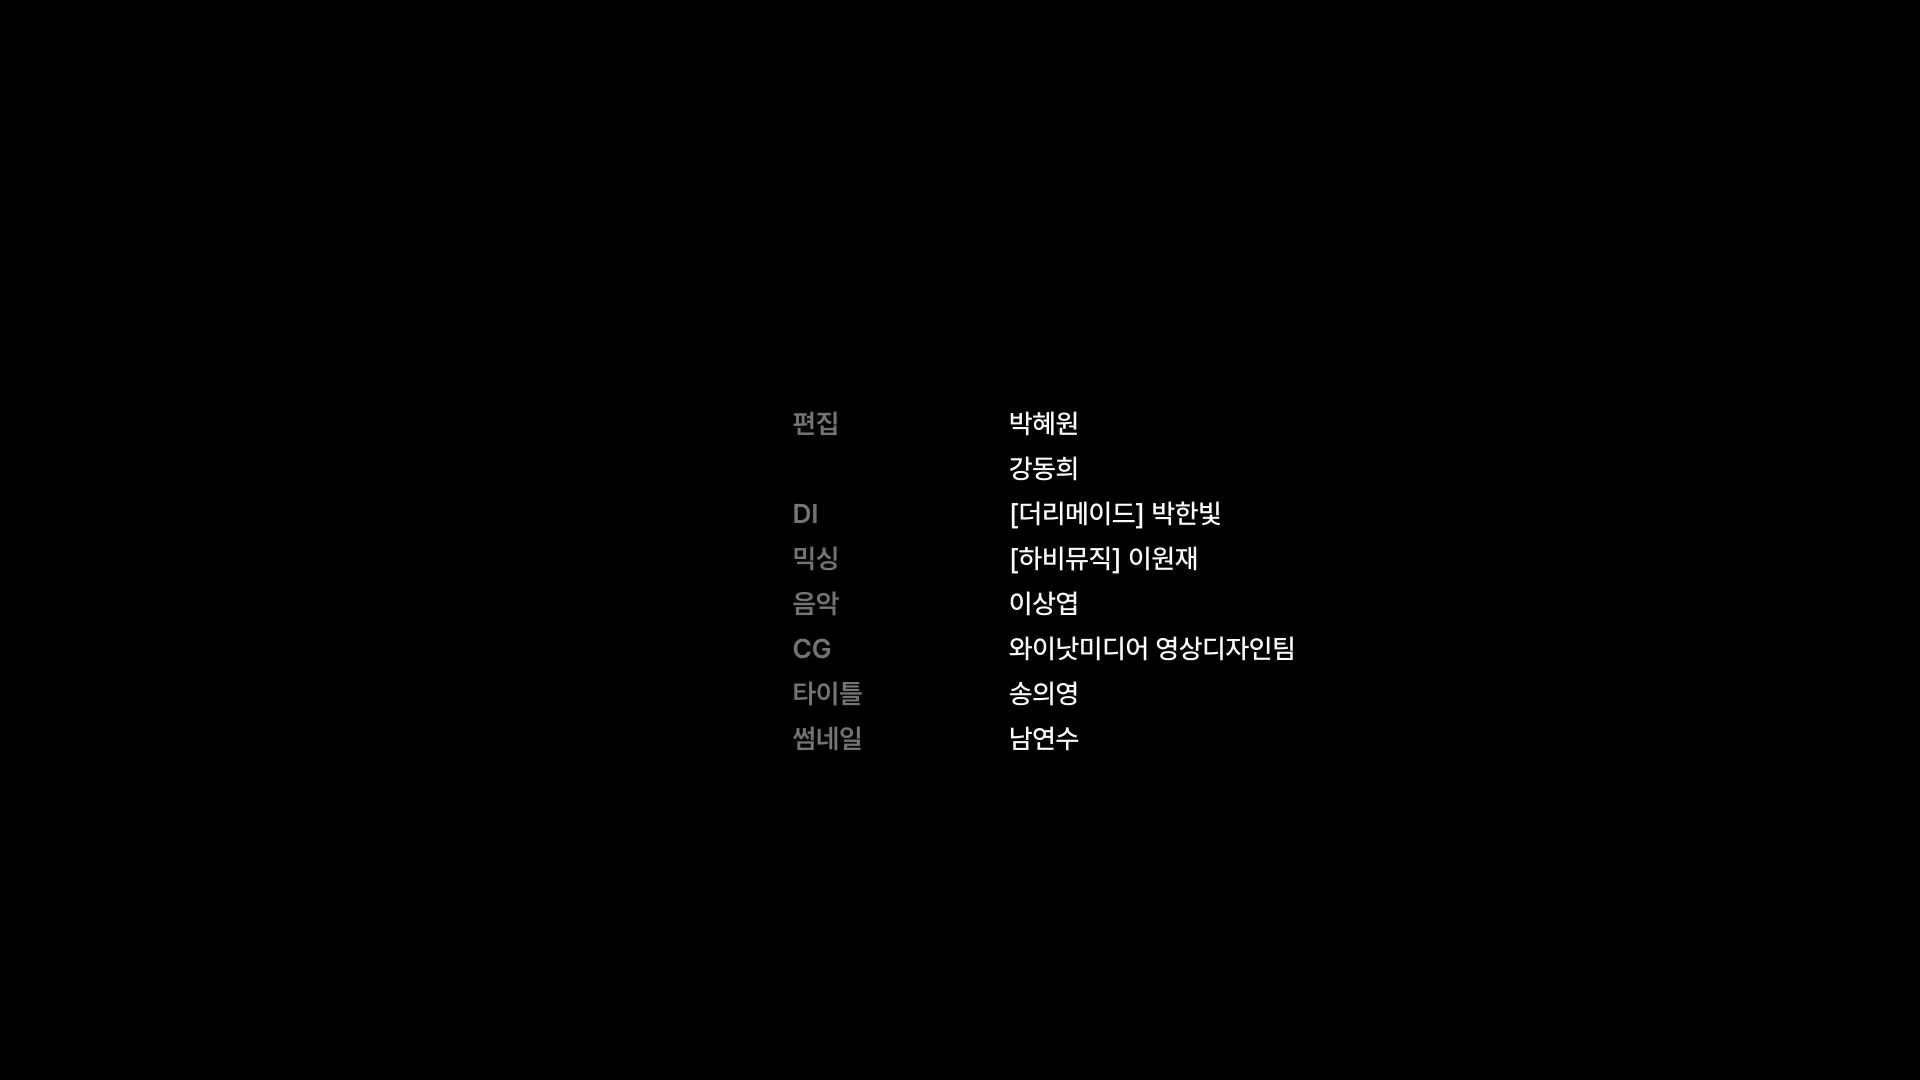 편집 박혜원
강동희
DI [더리메이드] 박한빛
믹싱 [하비뮤직] 이원재
음악 이상엽
CG 와이낫미디어 영상디자인팀
타이틀 송의영
썸네일 남연수